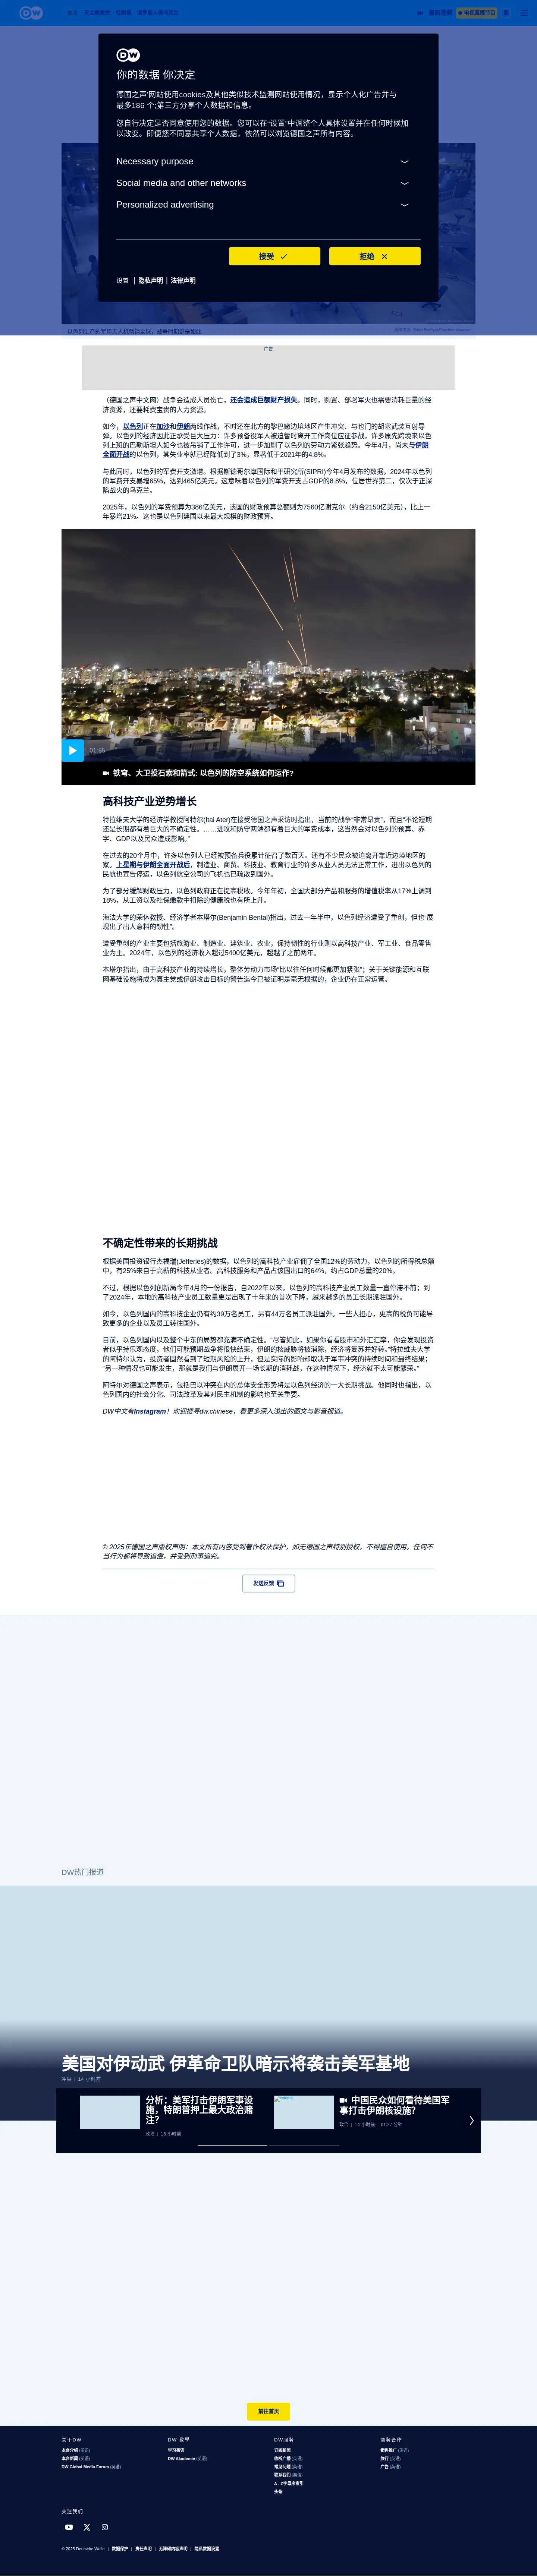 DW
最新视频
电视直播节目
DW
你的数据 你决定
德国之声'网站使用cookies及其他类似技术监测网站使用情况，显示个人化广告并与
最多186 个;第三方分享个人数据和信息。
您自行决定是否同意使用您的数据。您可以在“设置”中调整个人具体设置并在任何时候加
以改变。即便您不同意共享个人数据，依然可以浏览德国之声所有内容。
Necessary purpose
Social media and other networks
Personalized advertising
接受
拒绝
设置 | 隐私声明 | 法律声明
以色列生产的军用无人机畅销全球，战争时期更是如此
广告
（德国之声中文网）战争会造成人员伤亡，还会造成巨额财产损失。同时，购置、部署军火也需要消耗巨量的经
济资源，还要耗费宝贵的人力资源。
如今，以色列正在加沙和伊朗两线作战，不时还在北方的黎巴嫩边境地区产生冲突、与也门的胡塞武装互射导
弹。以色列的经济因此正承受巨大压力：许多预备役军人被迫暂时离开工作岗位应征参战，许多原先跨境来以色
列上班的巴勒斯坦人如今也被吊销了工作许可，进一步加剧了以色列的劳动力紧张趋势。今年4月，尚未与伊朗
全面开战的以色列，其失业率就已经降低到了3%，显著低于2021年的4.8%。
与此同时，以色列的军费开支激增。根据斯德哥尔摩国际和平研究所(SIPRI)今年4月发布的数据，2024年以色列
的军费开支暴增65%，达到465亿美元。这意味着以色列的军费开支占GDP的8.8%，位居世界第二，仅次于正深
陷战火的乌克兰。
2025年，以色列的军费预算为386亿美元，该国的财政预算总额则为7560亿谢克尔（约合2150亿美元），比上一
年暴增21%。这也是以色列建国以来最大规模的财政预算。
01:55
铁穹、大卫投石索和箭式: 以色列的防空系统如何运作?
高科技产业逆势增长
特拉维夫大学的经济学教授阿特尔(Itai Ater)在接受德国之声采访时指出，当前的战争“非常昂贵”，而且“不论短期
还是长期都有着巨大的不确定性。……进攻和防守两端都有着巨大的军费成本，这当然会对以色列的预算、赤
字、GDP以及民众造成影响。”
在过去的20个月中，许多以色列人已经被预备兵役累计征召了数百天。还有不少民众被迫离开靠近边境地区的
家。上星期与伊朗全面开战后，制造业、商贸、科技业、教育行业的许多从业人员无法正常工作，进出以色列的
民航也宣告停运，以色列航空公司的飞机也已疏散到国外。
为了部分缓解财政压力，以色列政府正在提高税收。今年年初，全国大部分产品和服务的增值税率从17%上调到
18%，从工资以及社保缴款中扣除的健康税也有所上升。
海法大学的荣休教授、经济学者本塔尔(Benjamin Bental)指出，过去一年半中，以色列经济遭受了重创，但也“展
现出了出人意料的韧性”。
遭受重创的产业主要包括旅游业、制造业、建筑业、农业，保持韧性的行业则以高科技产业、军工业、食品零售
业为主。2024年，以色列的经济收入超过5400亿美元，超越了之前两年。
本塔尔指出，由于高科技产业的持续增长，整体劳动力市场“比以往任何时候都更加紧张”；关于关键能源和互联
网基础设施将成为真主党或伊朗攻击目标的警告迄今已被证明是毫无根据的，企业仍在正常运营。
不确定性带来的长期挑战
根据美国投资银行杰福瑞(Jefferies)的数据，以色列的高科技产业雇佣了全国12%的劳动力，以色列的所得税总额
中，有25%来自于高薪的科技从业者。高科技服务和产品占该国出口的64%，约占GDP总量的20%。
不过，根据以色列创新局今年4月的一份报告，自2022年以来，以色列的高科技产业员工数量一直停滞不前；到
了2024年，本地的高科技产业员工数量更是出现了十年来的首次下降，越来越多的员工长期派驻国外。
如今，以色列国内的高科技企业仍有约39万名员工，另有44万名员工派驻国外。一些人担心，更高的税负可能导
致更多的企业以及员工转往国外。
目前，以色列国内以及整个中东的局势都充满不确定性。“尽管如此，如果你看看股市和外汇汇率，你会发现投资
者似乎持乐观态度，他们可能预期战争将很快结束，伊朗的核威胁将被消除，经济将复苏并好转。”特拉维夫大学
的阿特尔认为，投资者固然看到了短期风险的上升，但是实际的影响却取决于军事冲突的持续时间和最终结果；
“另一种情况也可能发生，那就是我们与伊朗展开一场长期的消耗战，在这种情况下，经济就不太可能繁荣。”
阿特尔对德国之声表示，包括巴以冲突在内的总体安全形势将是以色列经济的一大长期挑战。他同时也指出，以
色列国内的社会分化、司法改革及其对民主机制的影响也至关重要。
DW中文有Instagram！欢迎搜寻dw.chinese，看更多深入浅出的图文与影音报道。
© 2025年德国之声版权声明：本文所有内容受到著作权法保护，如无德国之声特别授权，不得擅自使用。任何不
当行为都将导致追偿，并受到刑事追究。
发送反馈
DW热门报道
美国对伊动武 伊革命卫队暗示将袭击美军基地
冲突 | 14 小时前
分析：美军打击伊朗军事设
施，特朗普押上最大政治赌
注?
政治 | 18 小时前
中国民众如何看待美国军
事打击伊朗核设施?
政治 | 14 小时前 | 01:27 分钟
前往首页
关于DW
本台介绍 (英语)
本台新闻 (英语)
DW Global Media Forum (英语)
DW 教学
学习德语
DW Akademie (英语)
DW服务
订阅新闻
收听广播 (英语)
常见问题 (英语)
联系我们 (英语)
A - Z字母序索引
头条
商务合作
销售推广 (英语)
旅行 (英语)
广告 (英语)
关注我们
© 2025 Deutsche Welle | 数据保护 | 责任声明 | 无障碍内容声明 | 隐私数据设置